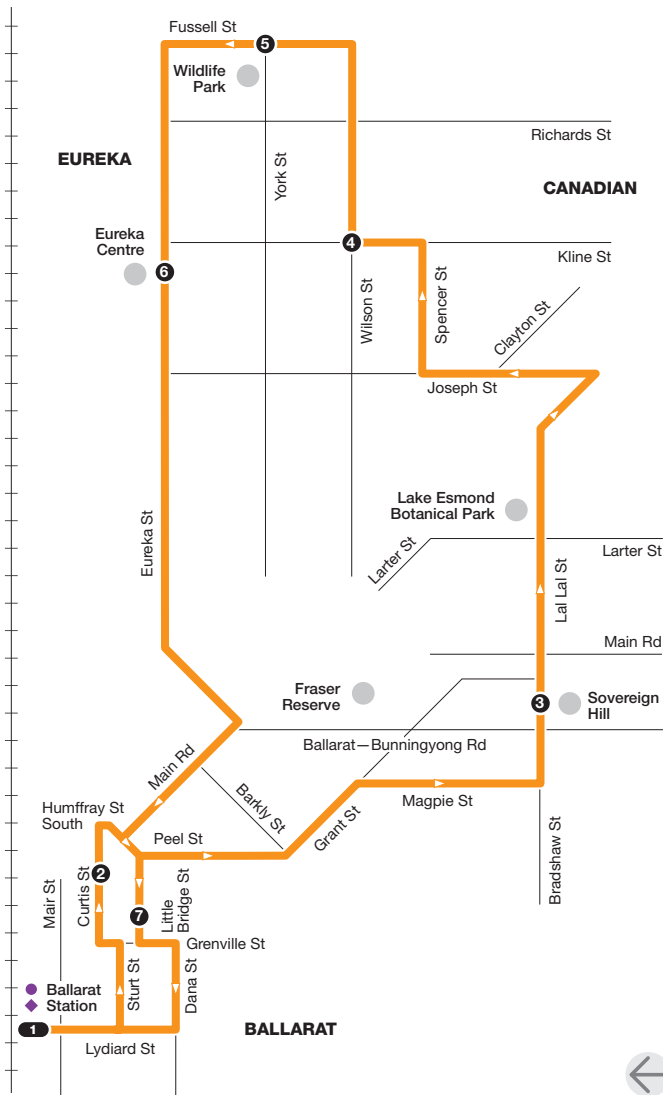 Fussell St
5
Wildlife
Park
Richards St
EUREKA
York St
CANADIAN
Eureka
Centre
4
Kline St
6
Wilson St
Spencer St
Clayton St
Joseph St
Lake Esmond
Botanical Park
Eureka St
Larter St
Larter St
Lal Lal St
Main Rd
Fraser
Reserve
3
Sovereign
Hill
Ballarat–Bunningyong Rd
Main Rd
Magpie St
Humffray St
South
Barkly St
Grant St
Peel St
Bradshaw St
2
Mair St
Curtis St
Little
Bridge St
7
Grenville St
Sturt St
Dana St
Ballarat
Station
1
BALLARAT
Lydiard St